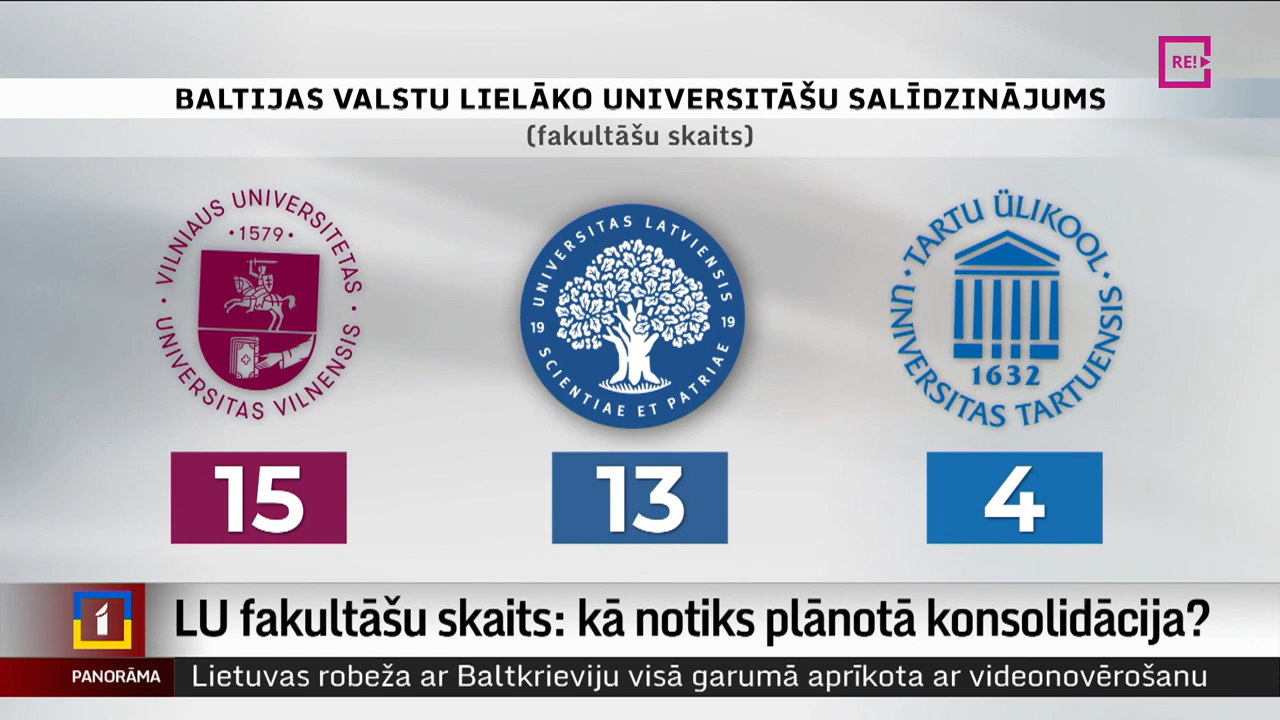 RE!
BALTIJAS VALSTU LIELĀKO UNIVERSITĀŠU SALĪDZINĀJUMS
(fakultāšu skaits)
VILNIAUS UNIVERSITETAS
· 1579 ·
UNIVERSITAS VILNENSIS
UNIVERSITAS LATVIENSIS
19 19
SCIENTIAE ET PATRIAE
TARTU ÜLIKOOL
1632
UNIVERSITAS TARTUENSIS
15
13
4
1
LU fakultāšu skaits: kā notiks plānotā konsolidācija?
PANORĀMA
Lietuvas robeža ar Baltkrieviju visā garumā aprīkota ar videonovērošanu